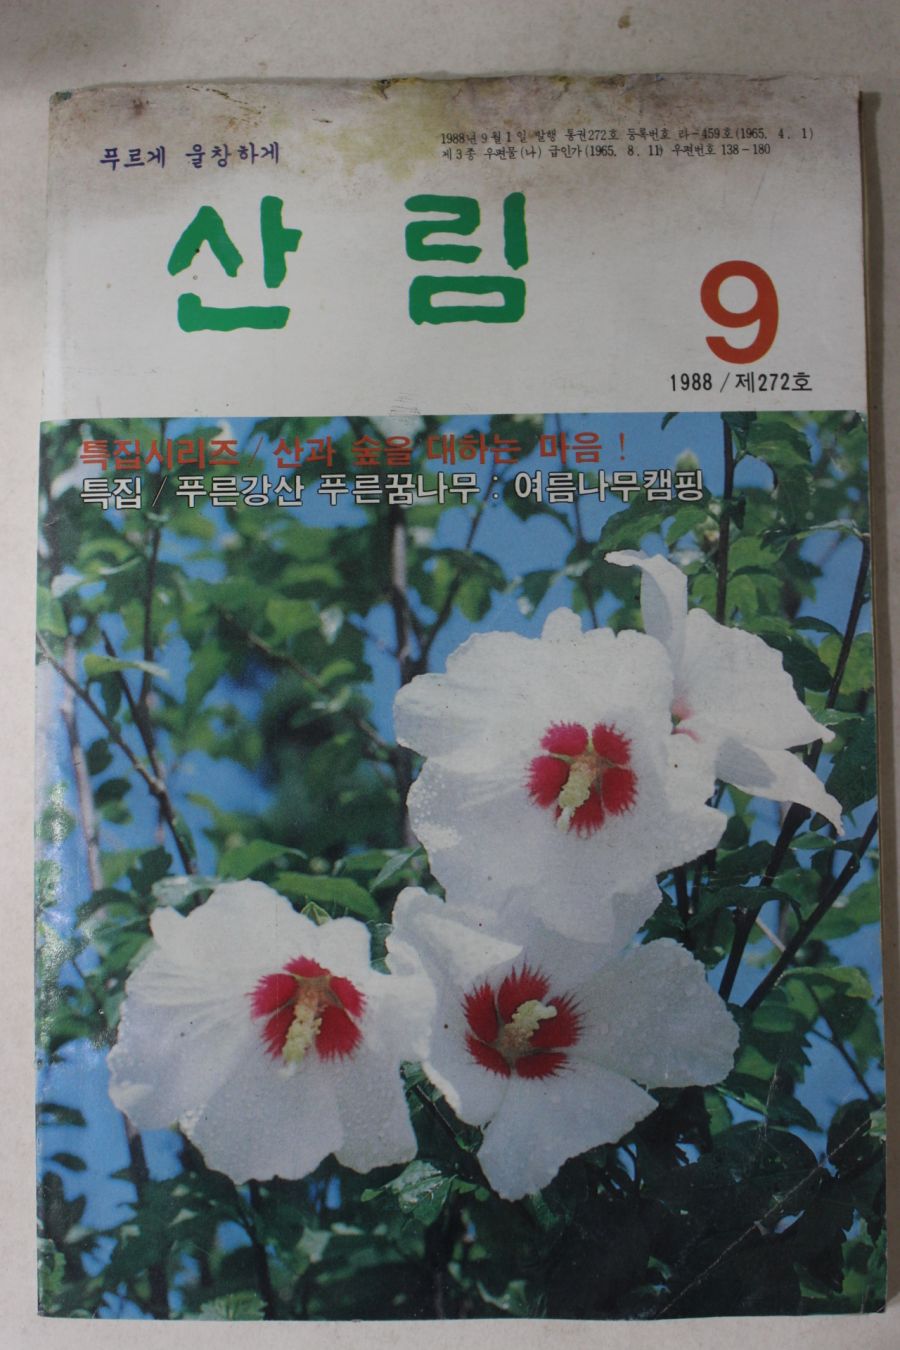 1988년 9월 1일 발행 통권272호 등록번호 라-459호(1965. 4. 1)
제3종 우편물(나) 급인가(1965. 8. 11) 우편번호 138-180
푸르게 울창하게
산림
9
1988/제272호
특집시리즈/산과 숲을 대하는 마음!
특집/푸른강산 푸른꿈나무: 여름나무캠핑